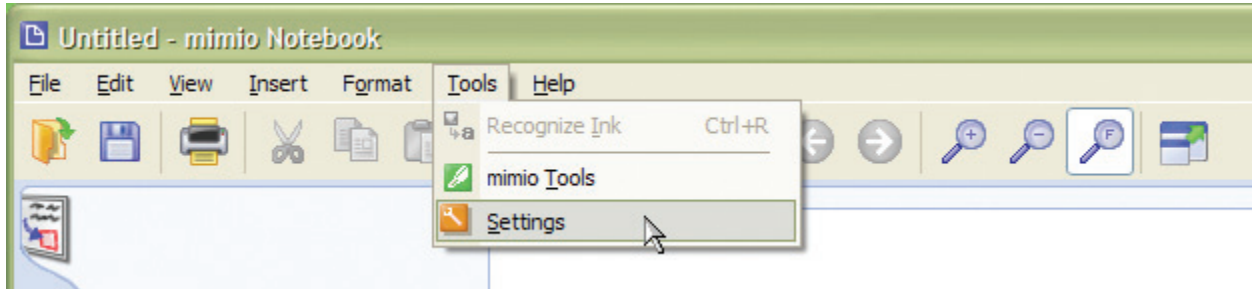 Untitled - mimio Notebook
File Edit View Insert Format Tools Help
a Recognize Ink Ctrl+R
F
mimio Tools
Settings